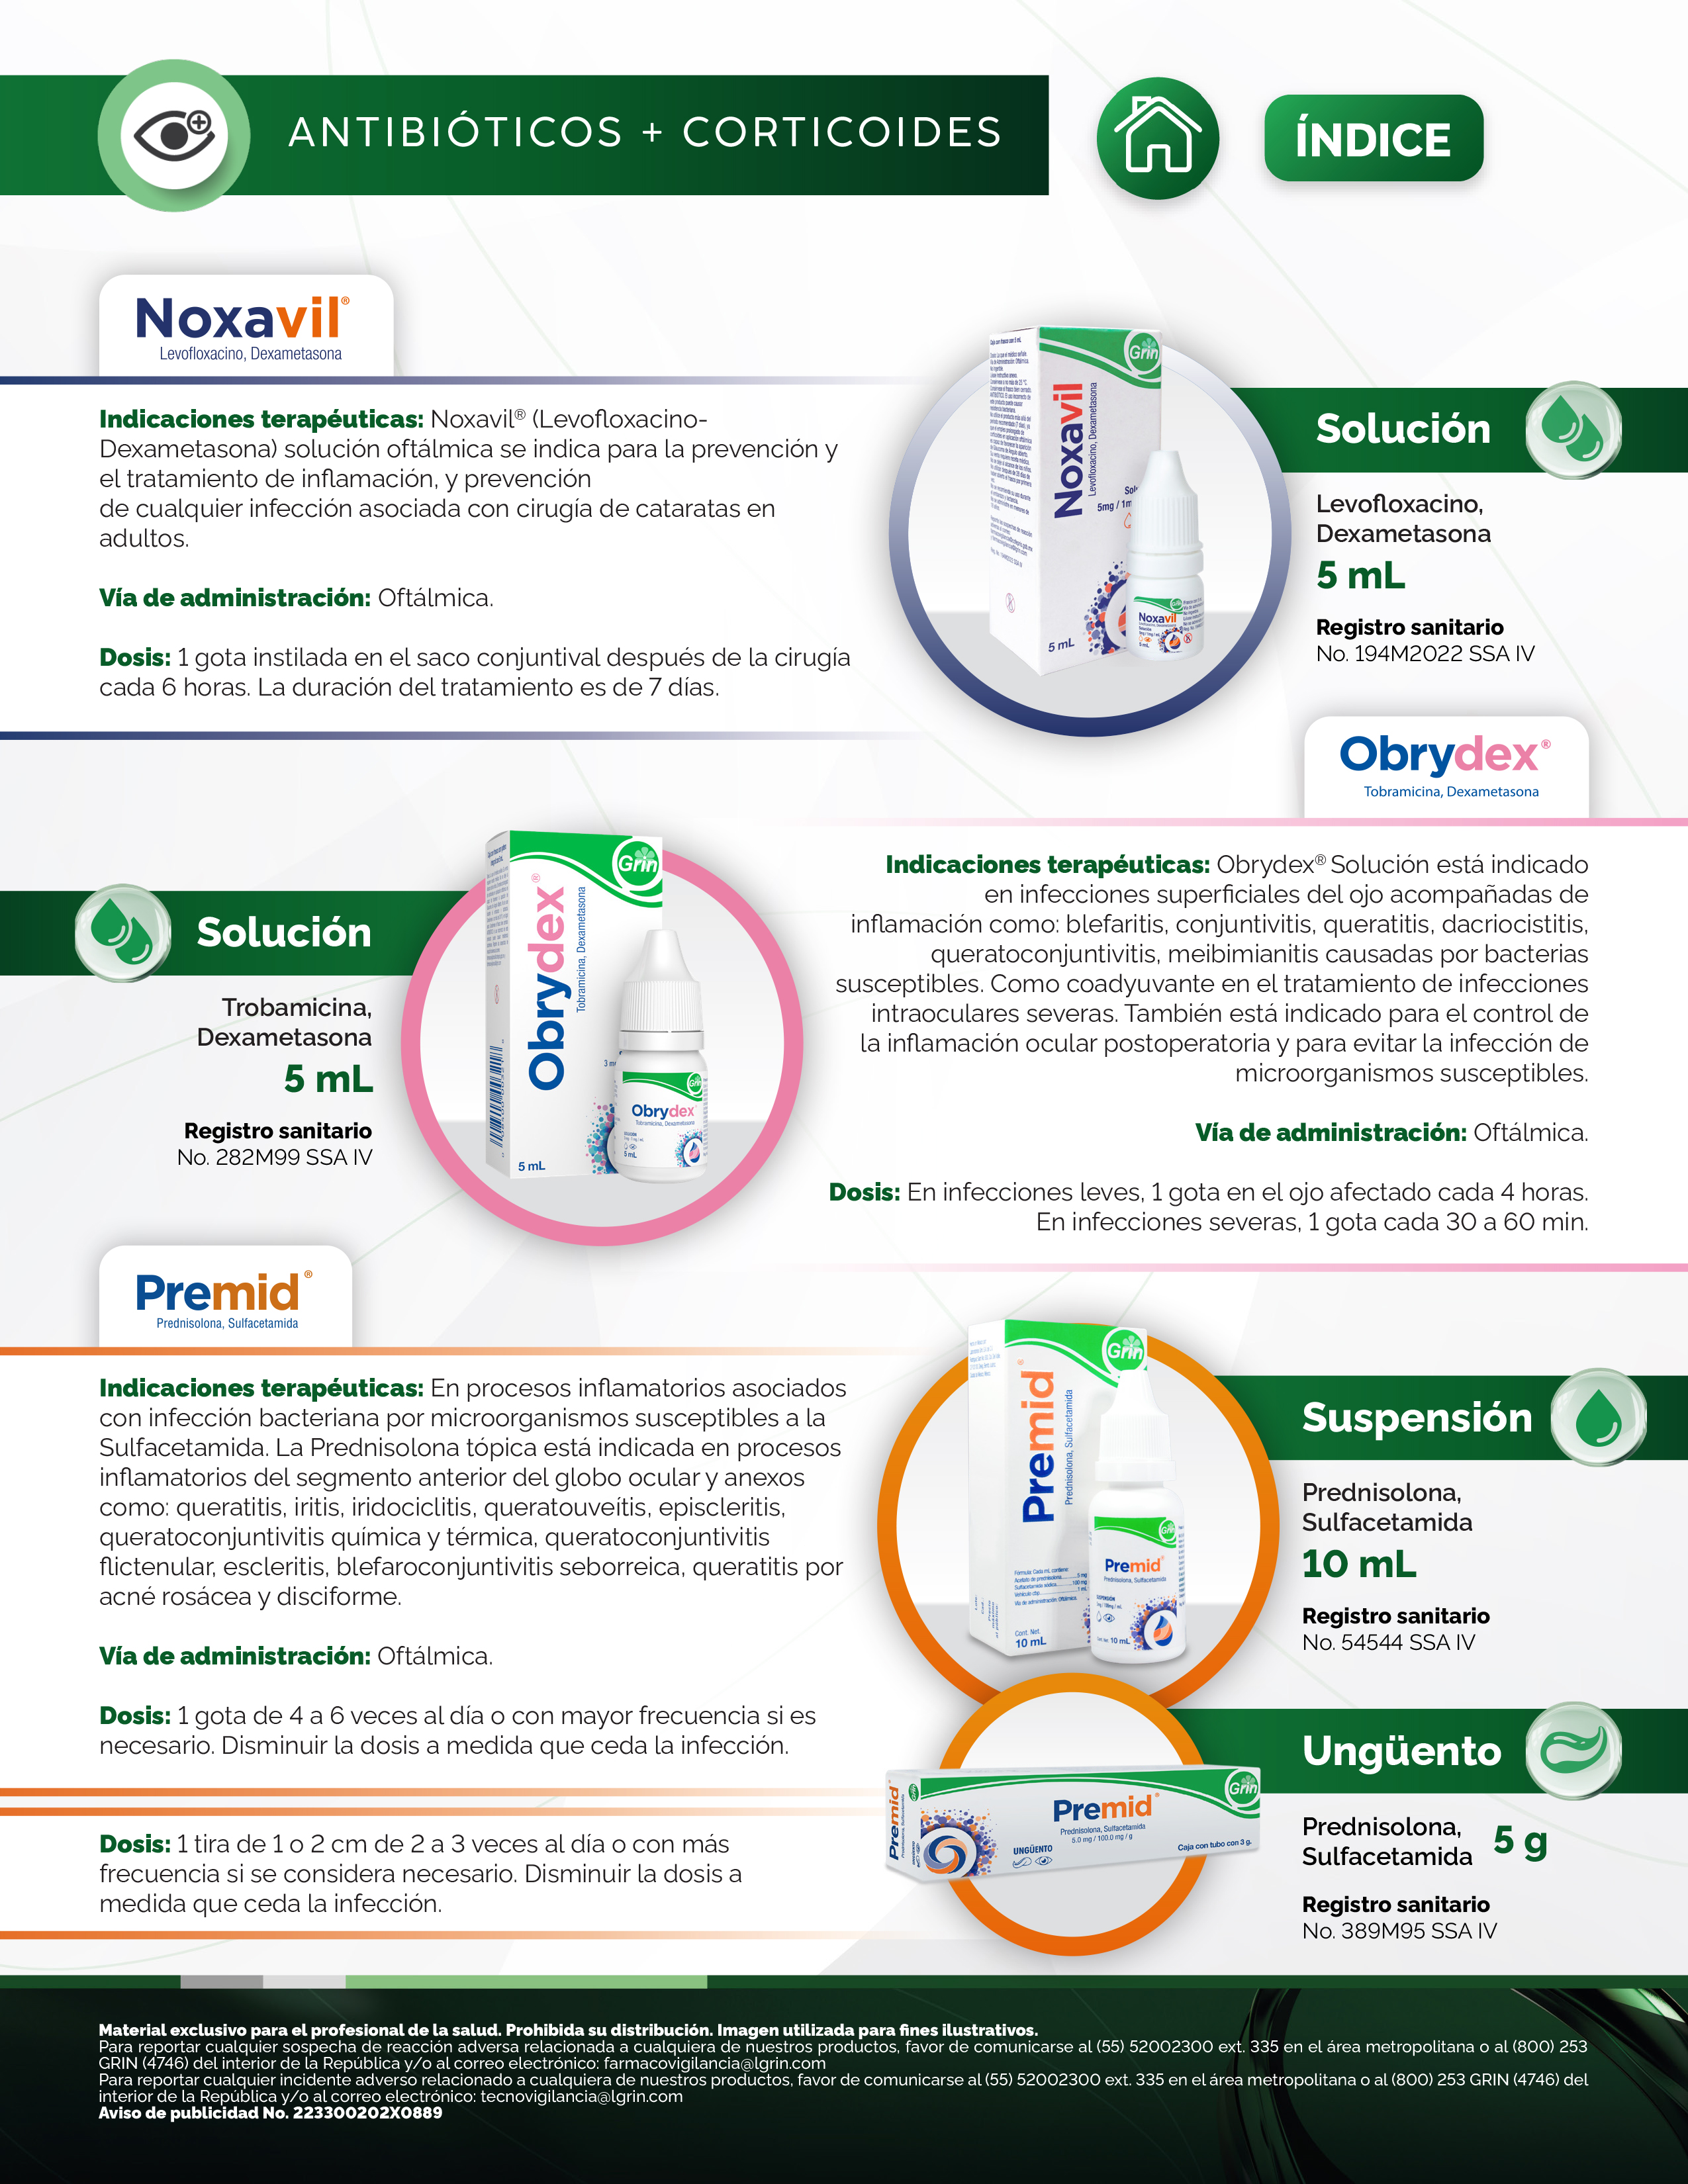 ANTIBIÓTICOS + CORTICOIDES
ÍNDICE
Noxavil®
Levofloxacino, Dexametasona
Indicaciones terapéuticas: Noxavil® (Levofloxacino-
Dexametasona) solución oftálmica se indica para la prevención y
el tratamiento de inflamación, y prevención
de cualquier infección asociada con cirugía de cataratas en
adultos.
Vía de administración: Oftálmica.
Dosis: 1 gota instilada en el saco conjuntival después de la cirugía
cada 6 horas. La duración del tratamiento es de 7 días.
Grin
Noxavil
Levofloxacino, Dexametasona
5 mL
Noxavil
Solución
Levofloxacino,
Dexametasona
5 mL
Registro sanitario
No. 194M2022 SSA IV
Obrydex®
Tobramicina, Dexametasona
Solución
Trobamicina,
Dexametasona
5 mL
Registro sanitario
No. 282M99 SSA IV
Grin
Obrydex®
Tobramicina, Dexametasona
5 mL
Grin
Obrydex
Tobramicina, Dexametasona
5 mL
Indicaciones terapéuticas: Obrydex® Solución está indicado
en infecciones superficiales del ojo acompañadas de
inflamación como: blefaritis, conjuntivitis, queratitis, dacriocistitis,
queratoconjuntivitis, meibimianitis causadas por bacterias
susceptibles. Como coadyuvante en el tratamiento de infecciones
intraoculares severas. También está indicado para el control de
la inflamación ocular postoperatoria y para evitar la infección de
microorganismos susceptibles.
Vía de administración: Oftálmica.
Dosis: En infecciones leves, 1 gota en el ojo afectado cada 4 horas.
En infecciones severas, 1 gota cada 30 a 60 min.
Premid®
Prednisolona, Sulfacetamida
Indicaciones terapéuticas: En procesos inflamatorios asociados
con infección bacteriana por microorganismos susceptibles a la
Sulfacetamida. La Prednisolona tópica está indicada en procesos
inflamatorios del segmento anterior del globo ocular y anexos
como: queratitis, iritis, iridociclitis, queratouveítis, episcleritis,
queratoconjuntivitis química y térmica, queratoconjuntivitis
flictenular, escleritis, blefaroconjuntivitis seborreica, queratitis por
acné rosácea y disciforme.
Vía de administración: Oftálmica.
Dosis: 1 gota de 4 a 6 veces al día o con mayor frecuencia si es
necesario. Disminuir la dosis a medida que ceda la infección.
Grin
Premid®
Prednisolona, Sulfacetamida
Cont. Net.
10 mL
Grin
Premid®
Prednisolona, Sulfacetamida
SUSPENSIÓN
10 mL
Suspensión
Prednisolona,
Sulfacetamida
10 mL
Registro sanitario
No. 54544 SSA IV
Dosis: 1 tira de 1 o 2 cm de 2 a 3 veces al día o con más
frecuencia si se considera necesario. Disminuir la dosis a
medida que ceda la infección.
Premid
Grin
Premid®
Prednisolona, Sulfacetamida
5.0 mg / 100.0 mg / g
UNGÜENTO
Caja con tubo con 3 g.
Ungüento
Prednisolona,
Sulfacetamida
5 g
Registro sanitario
No. 389M95 SSA IV
Material exclusivo para el profesional de la salud. Prohibida su distribución. Imagen utilizada para fines ilustrativos.
Para reportar cualquier sospecha de reacción adversa relacionada a cualquiera de nuestros productos, favor de comunicarse al (55) 52002300 ext. 335 en el área metropolitana o al (800) 253
GRIN (4746) del interior de la República y/o al correo electrónico: farmacovigilancia@lgrin.com
Para reportar cualquier incidente adverso relacionado a cualquiera de nuestros productos, favor de comunicarse al (55) 52002300 ext. 335 en el área metropolitana o al (800) 253 GRIN (4746) del
interior de la República y/o al correo electrónico: tecnovigilancia@lgrin.com
Aviso de publicidad No. 223300202X0889